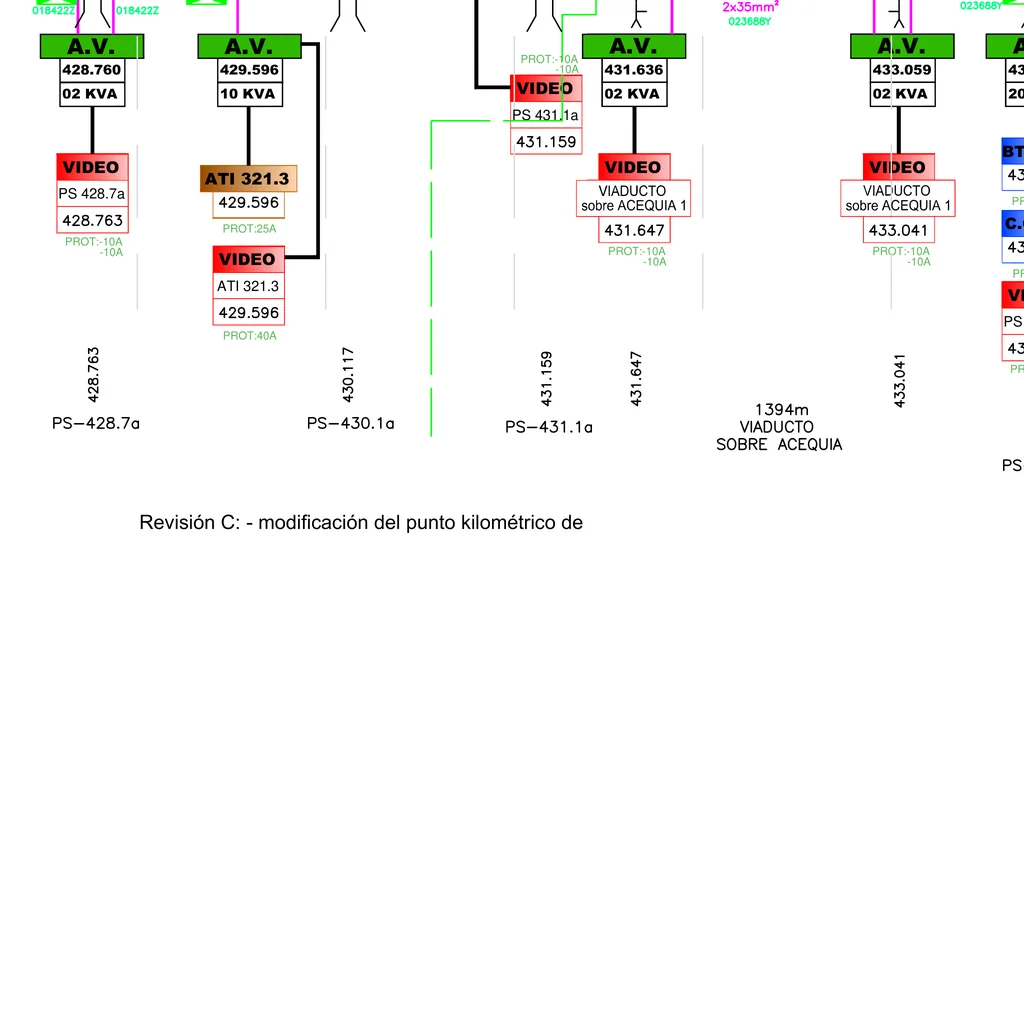 018422Z
018422Z
2x35mm²
023688Y
023688Y
A.V.
428.760
02 KVA
VIDEO
PS 428.7a
428.763
PROT:-10A
-10A
A.V.
429.596
10 KVA
ATI 321.3
429.596
PROT:25A
VIDEO
ATI 321.3
429.596
PROT:40A
PROT:-10A
-10A
VIDEO
PS 431.1a
431.159
A.V.
431.636
02 KVA
VIDEO
VIADUCTO
sobre ACEQUIA 1
431.647
PROT:-10A
-10A
A.V.
433.059
02 KVA
VIDEO
VIADUCTO
sobre ACEQUIA 1
433.041
PROT:-10A
-10A
428.763
430.117
431.159
431.647
433.041
PS-428.7a
PS-430.1a
PS-431.1a
1394m
VIADUCTO
SOBRE ACEQUIA
PS
Revisión C: - modificación del punto kilométrico de